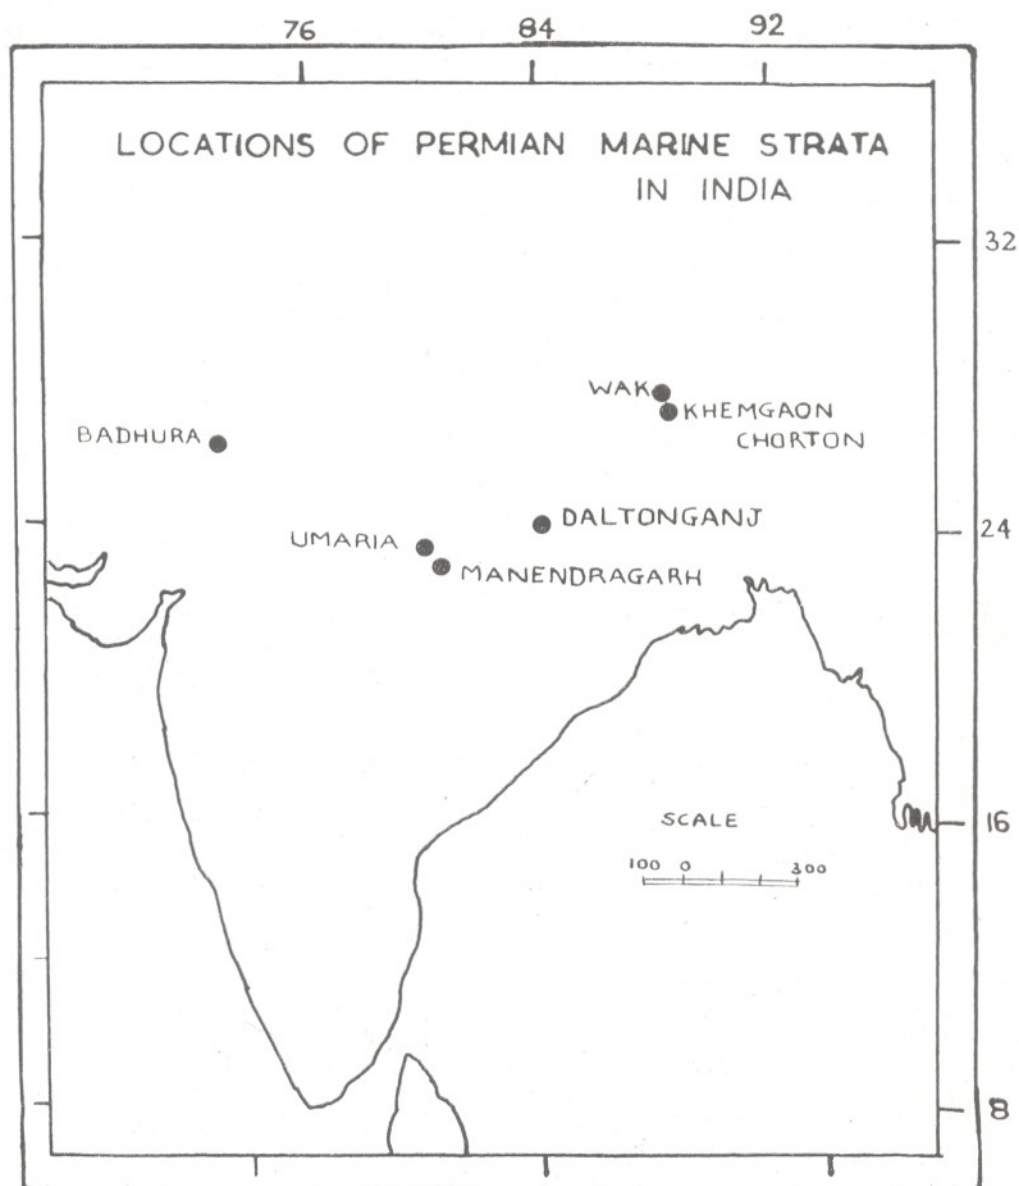 76 84 92
LOCATIONS OF PERMIAN MARINE STRATA
IN INDIA
32
WAK
KHEMGAON
CHORTON
BADHURA
DALTONGANJ
24
UMARIA
MANENDRAGARH
SCALE
16
100 0 300
8